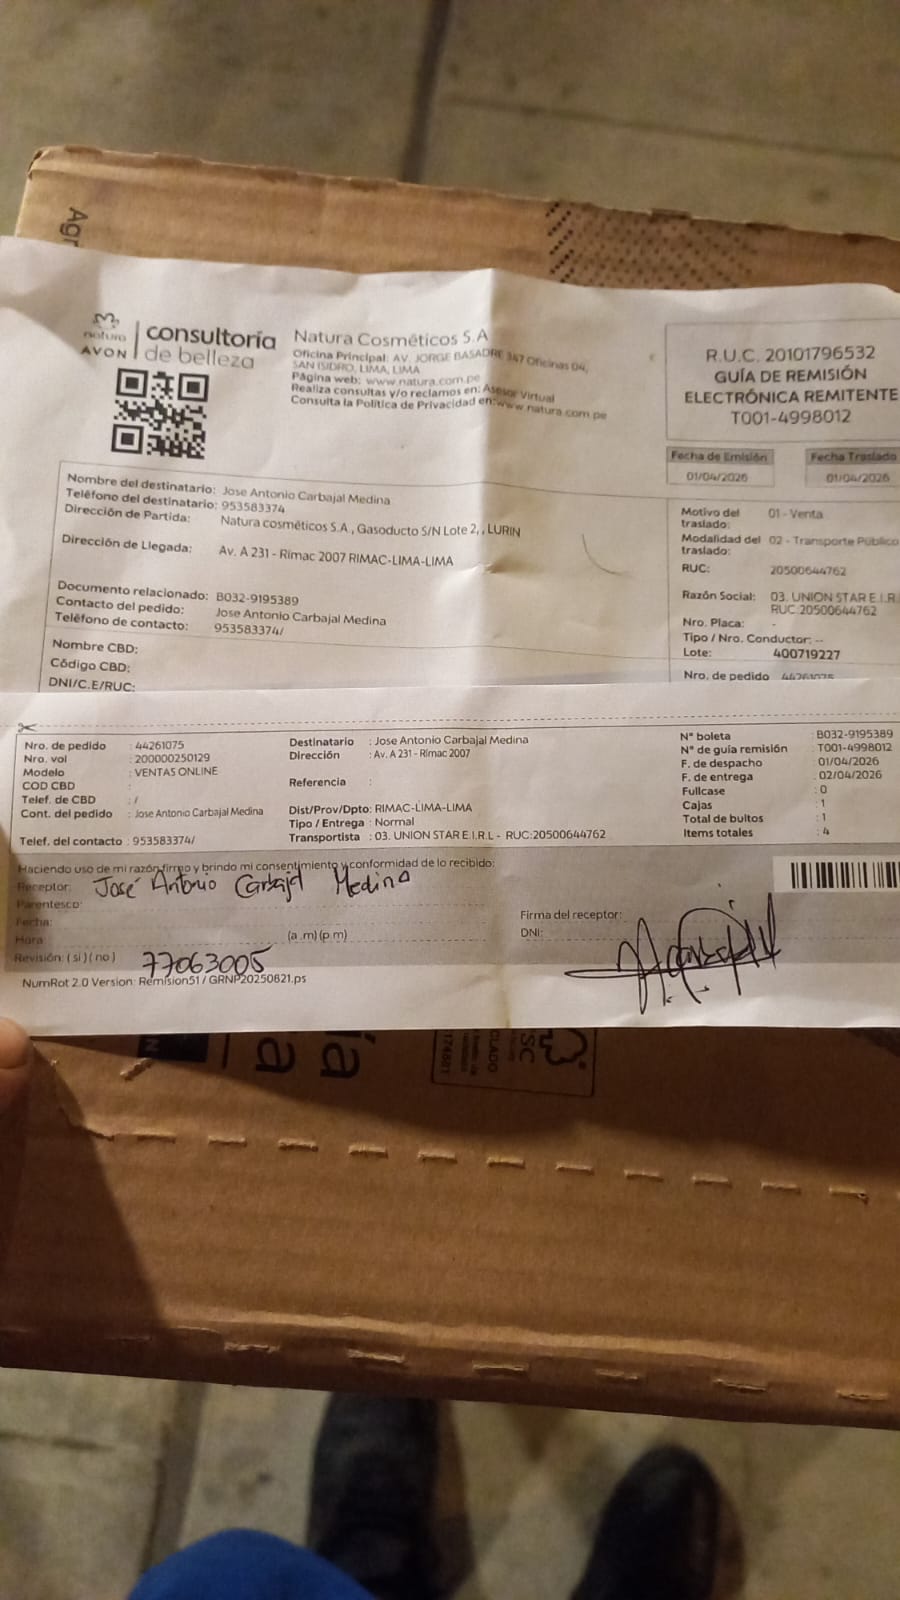 Agr
natura
AVON
consultoría
de belleza
Natura Cosméticos S.A
Oficina Principal: AV. JORGE BASADRE 347 Oficinas 04,
SAN ISIDRO, LIMA, LIMA
Página web: www.natura.com.pe
Realiza consultas y/o reclamos en: Asesor Virtual
Consulta la Política de Privacidad en:www.natura.com.pe
R.U.C. 20101796532
GUÍA DE REMISIÓN
ELECTRÓNICA REMITENTE
T001-4998012
Fecha de Emisión
01/04/2026
Fecha Traslado
01/04/2026
Nombre del destinatario: Jose Antonio Carbajal Medina
Teléfono del destinatario: 953583374
Dirección de Partida: Natura cosméticos S.A , Gasoducto S/N Lote 2, , LURIN
Dirección de Llegada: Av. A 231 - Rímac 2007 RIMAC-LIMA-LIMA
Documento relacionado: B032-9195389
Contacto del pedido: Jose Antonio Carbajal Medina
Teléfono de contacto: 953583374/
Nombre CBD:
Código CBD:
DNI/C.E/RUC:
Motivo del traslado: 01 - Venta
Modalidad del traslado: 02 - Transporte Público
RUC: 20500644762
Razón Social: 03. UNION STAR E.I.R.
RUC:20500644762
Nro. Placa: -
Tipo / Nro. Conductor: --
Lote: 400719227
Nro. de pedido 44261075
Nro. de pedido : 44261075
Nro. vol : 200000250129
Modelo : VENTAS ONLINE
COD CBD :
Telef. de CBD : /
Cont. del pedido : Jose Antonio Carbajal Medina
Telef. del contacto : 953583374/
Destinatario : Jose Antonio Carbajal Medina
Dirección : Av. A 231 - Rímac 2007
Referencia :
Dist/Prov/Dpto: RIMAC-LIMA-LIMA
Tipo / Entrega : Normal
Transportista : 03. UNION STAR E.I.R.L - RUC:20500644762
N° boleta : B032-9195389
N° de guía remisión : T001-4998012
F. de despacho : 01/04/2026
F. de entrega : 02/04/2026
Fullcase : 0
Cajas : 1
Total de bultos : 1
Items totales : 4
Haciendo uso de mi razón firmo y brindo mi consentimiento y conformidad de lo recibido:
Receptor: José Antonio Carbajal Medina
Parentesco:
Fecha:
Hora: (a .m) (p m)
Revisión: ( si ) ( no ) 77063005
Firma del receptor:
DNI:
NumRot 2.0 Version: Remision51 / GRNP20250821.ps